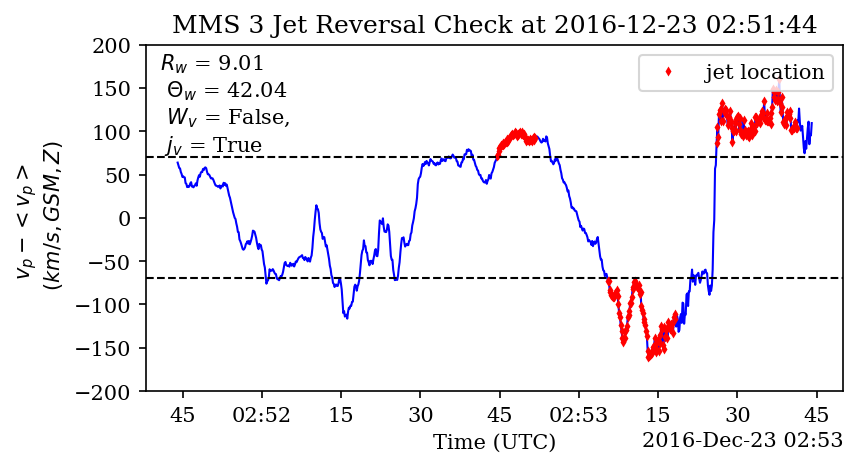 MMS 3 Jet Reversal Check at 2016-12-23 02:51:44
R_w = 9.01
Θ_w = 42.04
W_v = False,
j_v = True
jet location
v_p − < v_p >
(km/s, GSM, Z)
200
150
100
50
0
−50
−100
−150
−200
45 02:52 15 30 45 02:53 15 30 45
Time (UTC)
2016-Dec-23 02:53